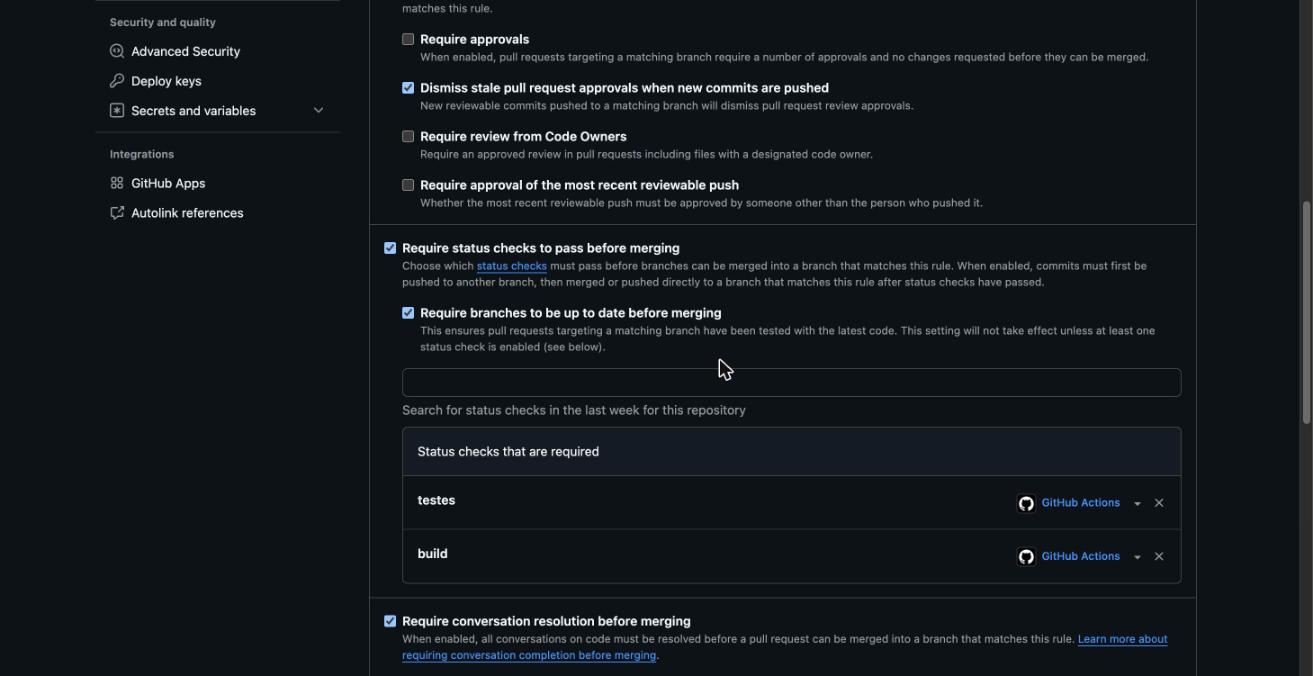 Security and quality
Advanced Security
Deploy keys
Secrets and variables
Integrations
GitHub Apps
Autolink references
matches this rule.
Require approvals
When enabled, pull requests targeting a matching branch require a number of approvals and no changes requested before they can be merged.
Dismiss stale pull request approvals when new commits are pushed
New reviewable commits pushed to a matching branch will dismiss pull request review approvals.
Require review from Code Owners
Require an approved review in pull requests including files with a designated code owner.
Require approval of the most recent reviewable push
Whether the most recent reviewable push must be approved by someone other than the person who pushed it.
Require status checks to pass before merging
Choose which status checks must pass before branches can be merged into a branch that matches this rule. When enabled, commits must first be
pushed to another branch, then merged or pushed directly to a branch that matches this rule after status checks have passed.
Require branches to be up to date before merging
This ensures pull requests targeting a matching branch have been tested with the latest code. This setting will not take effect unless at least one
status check is enabled (see below).
Search for status checks in the last week for this repository
Status checks that are required
testes
GitHub Actions
build
GitHub Actions
Require conversation resolution before merging
When enabled, all conversations on code must be resolved before a pull request can be merged into a branch that matches this rule. Learn more about
requiring conversation completion before merging.